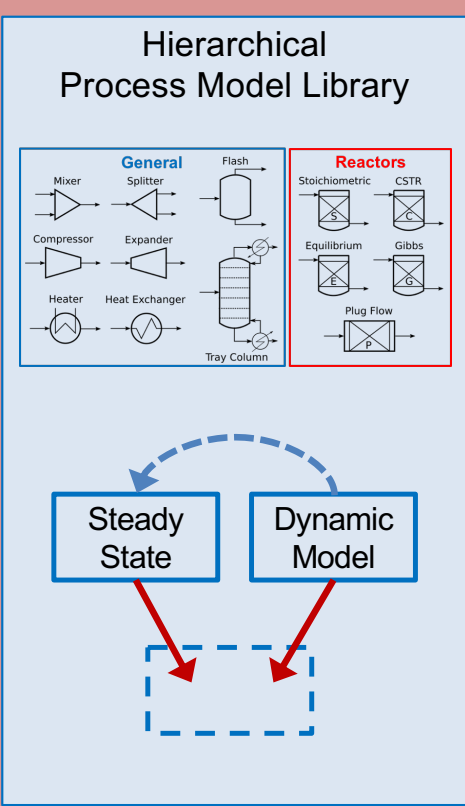 Hierarchical
Process Model Library
General
Reactors
Mixer
Splitter
Flash
Stoichiometric
CSTR
S
C
Compressor
Expander
Equilibrium
Gibbs
E
G
Heater
Heat Exchanger
Plug Flow
P
Tray Column
Steady
State
Dynamic
Model